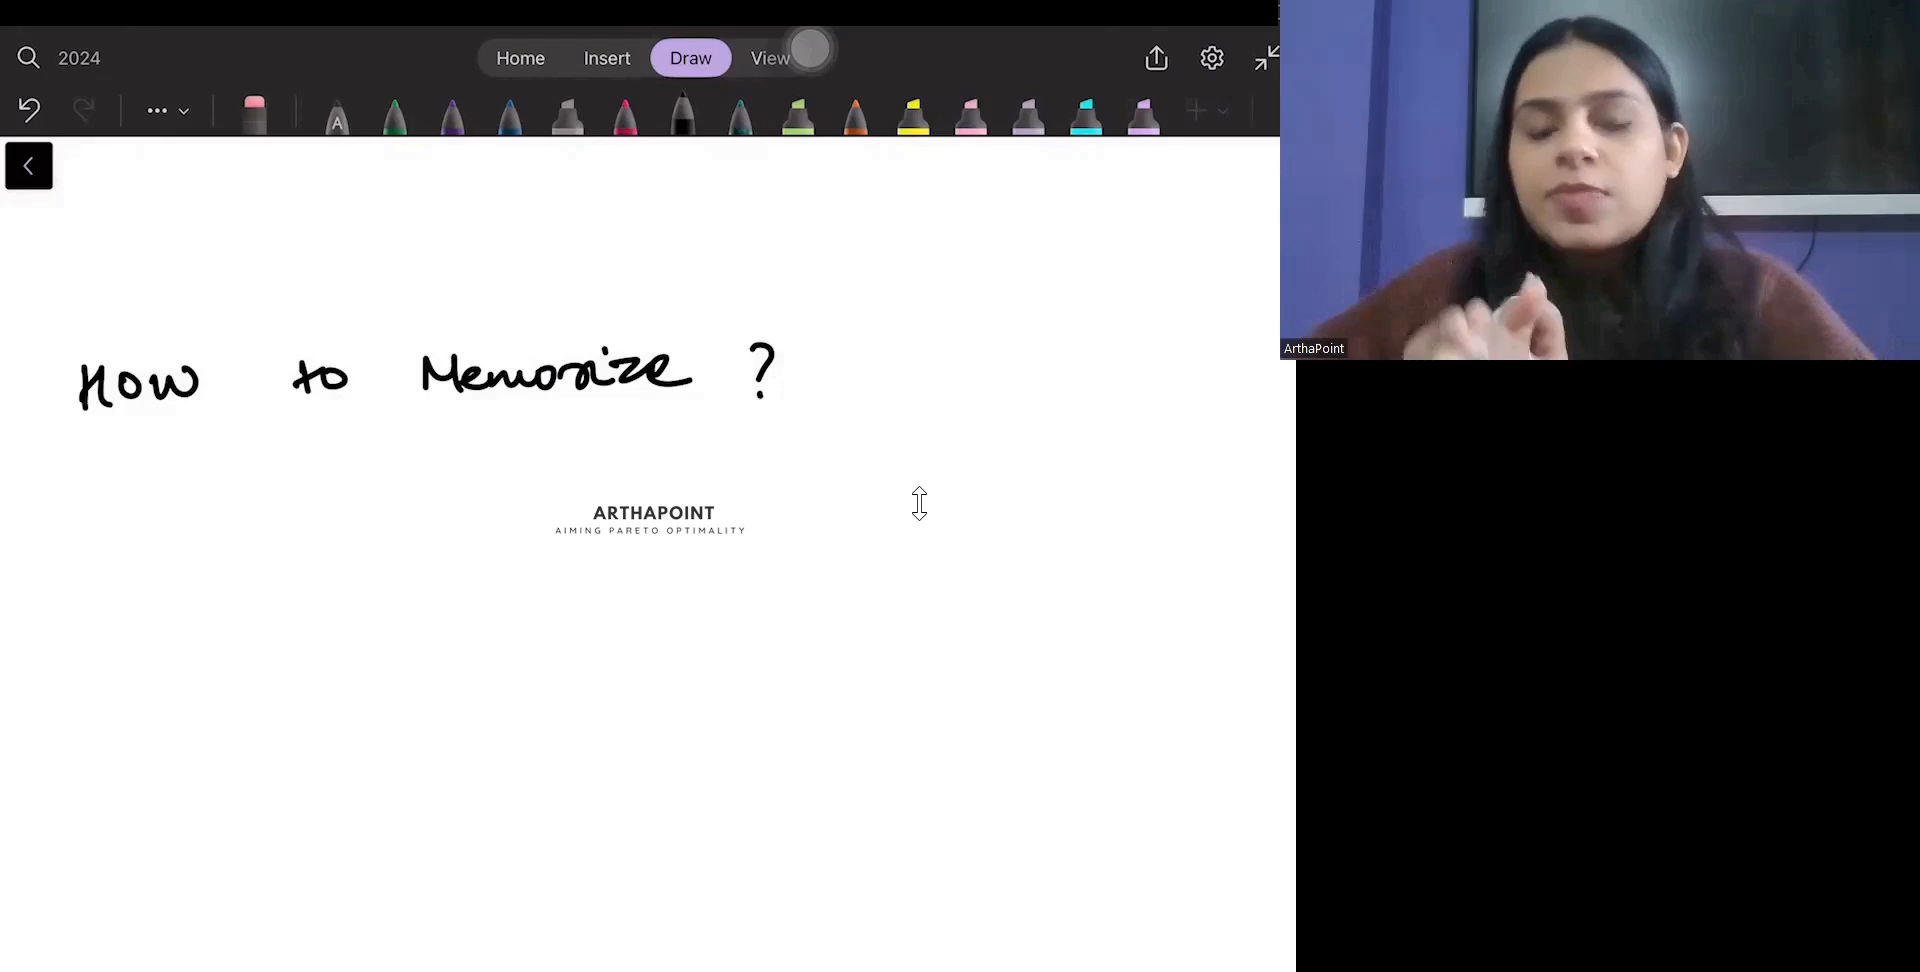 2024
Home Insert Draw View
A
ArthaPoint
How to Memorize ?
ARTHAPOINT
AIMING PARETO OPTIMALITY